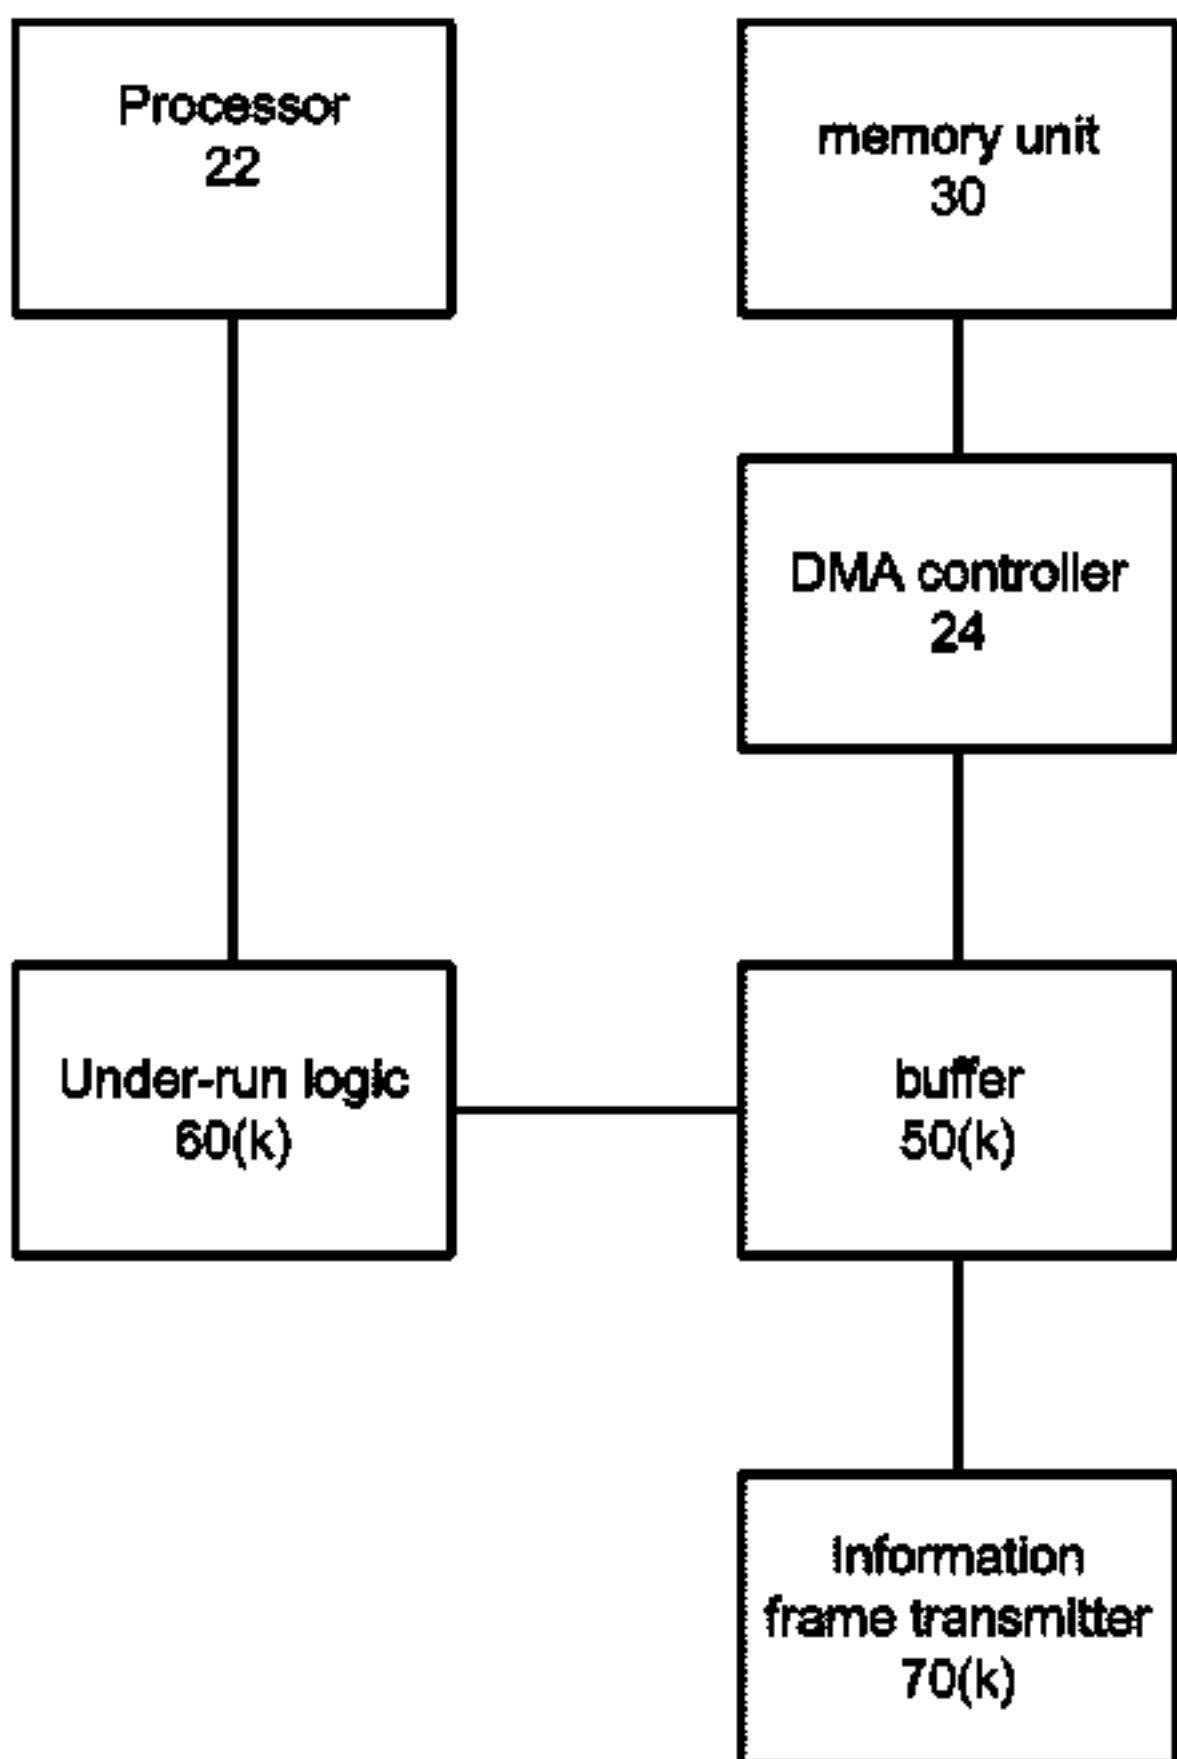 Processor
22
memory unit
30
DMA controller
24
Under-run logic
60(k)
buffer
50(k)
Information
frame transmitter
70(k)